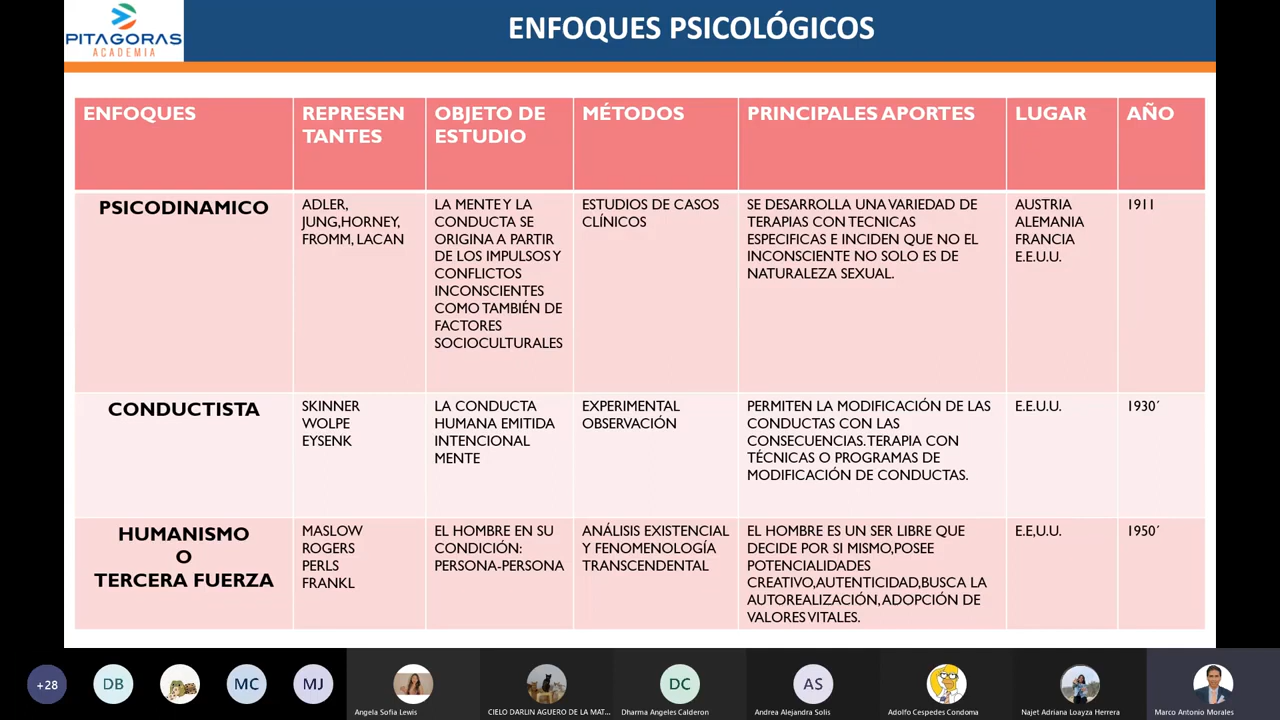 PITAGORAS
ACADEMIA
ENFOQUES PSICOLÓGICOS
ENFOQUES
REPRESEN
TANTES
OBJETO DE
ESTUDIO
MÉTODOS
PRINCIPALES APORTES
LUGAR
AÑO
PSICODINAMICO
ADLER,
JUNG,HORNEY,
FROMM, LACAN
LA MENTE Y LA
CONDUCTA SE
ORIGINA A PARTIR
DE LOS IMPULSOS Y
CONFLICTOS
INCONSCIENTES
COMO TAMBIÉN DE
FACTORES
SOCIOCULTURALES
ESTUDIOS DE CASOS
CLÍNICOS
SE DESARROLLA UNA VARIEDAD DE
TERAPIAS CON TECNICAS
ESPECIFICAS E INCIDEN QUE NO EL
INCONSCIENTE NO SOLO ES DE
NATURALEZA SEXUAL.
AUSTRIA
ALEMANIA
FRANCIA
E.E.U.U.
1911
CONDUCTISTA
SKINNER
WOLPE
EYSENK
LA CONDUCTA
HUMANA EMITIDA
INTENCIONAL
MENTE
EXPERIMENTAL
OBSERVACIÓN
PERMITEN LA MODIFICACIÓN DE LAS
CONDUCTAS CON LAS
CONSECUENCIAS. TERAPIA CON
TÉCNICAS O PROGRAMAS DE
MODIFICACIÓN DE CONDUCTAS.
E.E.U.U.
1930´
HUMANISMO
O
TERCERA FUERZA
MASLOW
ROGERS
PERLS
FRANKL
EL HOMBRE EN SU
CONDICIÓN:
PERSONA-PERSONA
ANÁLISIS EXISTENCIAL
Y FENOMENOLOGÍA
TRANSCENDENTAL
EL HOMBRE ES UN SER LIBRE QUE
DECIDE POR SI MISMO,POSEE
POTENCIALIDADES
CREATIVO,AUTENTICIDAD,BUSCA LA
AUTOREALIZACIÓN, ADOPCIÓN DE
VALORES VITALES.
E.E,U.U.
1950´
+28
DB
MC
MJ
DC
AS
Angela Sofia Lewis
CIELO DARLIN AGUERO DE LA MAT...
Dharma Angeles Calderon
Andrea Alejandra Solis
Adolfo Cespedes Condoma
Najet Adriana Loayza Herrera
Marco Antonio Morales